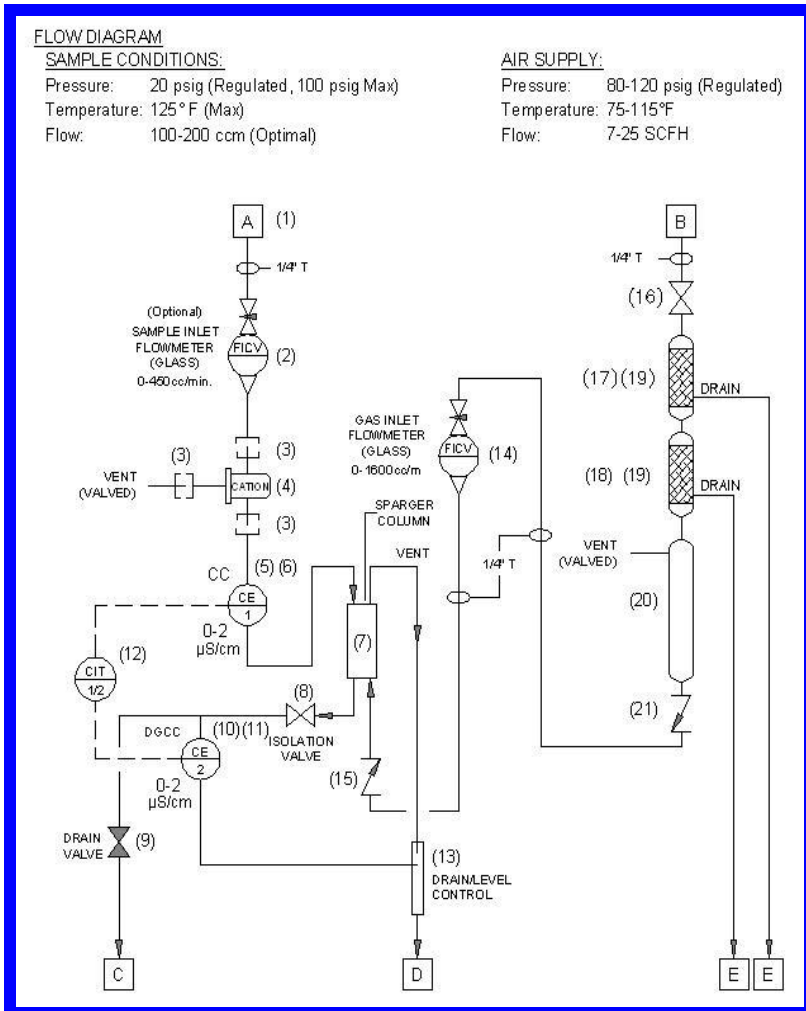 FLOW DIAGRAM
SAMPLE CONDITIONS:
Pressure: 20 psig (Regulated, 100 psig Max)
Temperature: 125° F (Max)
Flow: 100-200 ccm (Optimal)
AIR SUPPLY:
Pressure: 80-120 psig (Regulated)
Temperature: 75-115°F
Flow: 7-25 SCFH
A (1)
1/4" T
(Optional)
SAMPLE INLET
FLOWMETER
(GLASS)
0-450cc/min.
FICV (2)
(3)
(3)
VENT
(VALVED)
CATION (4)
(3)
CC (5) (6)
CE
1
0-2
µS/cm
CIT
1/2
(12)
SPARGER
COLUMN
VENT
(7)
(8)
ISOLATION
VALVE
DGCC (10) (11)
CE
2
0-2
µS/cm
DRAIN
VALVE
(9)
C
GAS INLET
FLOWMETER
(GLASS)
0-1600cc/m
FICV (14)
1/4" T
(15)
(13)
DRAIN/LEVEL
CONTROL
D
B
1/4" T
(16)
(17) (19)
DRAIN
(18) (19)
DRAIN
VENT
(VALVED)
(20)
(21)
E E